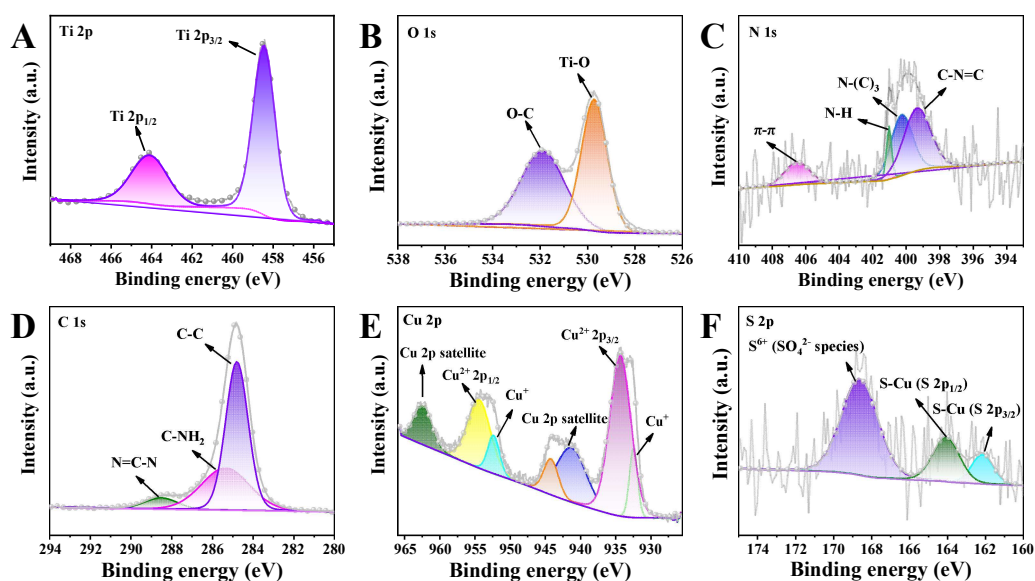 A
Ti 2p
Ti 2p3/2
Ti 2p1/2
Intensity (a.u.)
468 466 464 462 460 458 456 454
Binding energy (eV)
B
O 1s
Ti-O
O-C
Intensity (a.u.)
538 536 534 532 530 528 526
Binding energy (eV)
C
N 1s
N-(C)3
C-N=C
N-H
π-π
Intensity (a.u.)
410 408 406 404 402 400 398 396 394
Binding energy (eV)
D
C 1s
C-C
C-NH2
N=C-N
Intensity (a.u.)
294 292 290 288 286 284 282 280
Binding energy (eV)
E
Cu 2p
Cu2+ 2p3/2
Cu 2p satellite
Cu2+ 2p1/2
Cu+
Cu 2p satellite
Cu+
Intensity (a.u.)
965 960 955 950 945 940 935 930
Binding energy (eV)
F
S 2p
S6+ (SO42- species)
S-Cu (S 2p1/2)
S-Cu (S 2p3/2)
Intensity (a.u.)
174 172 170 168 166 164 162 160
Binding energy (eV)